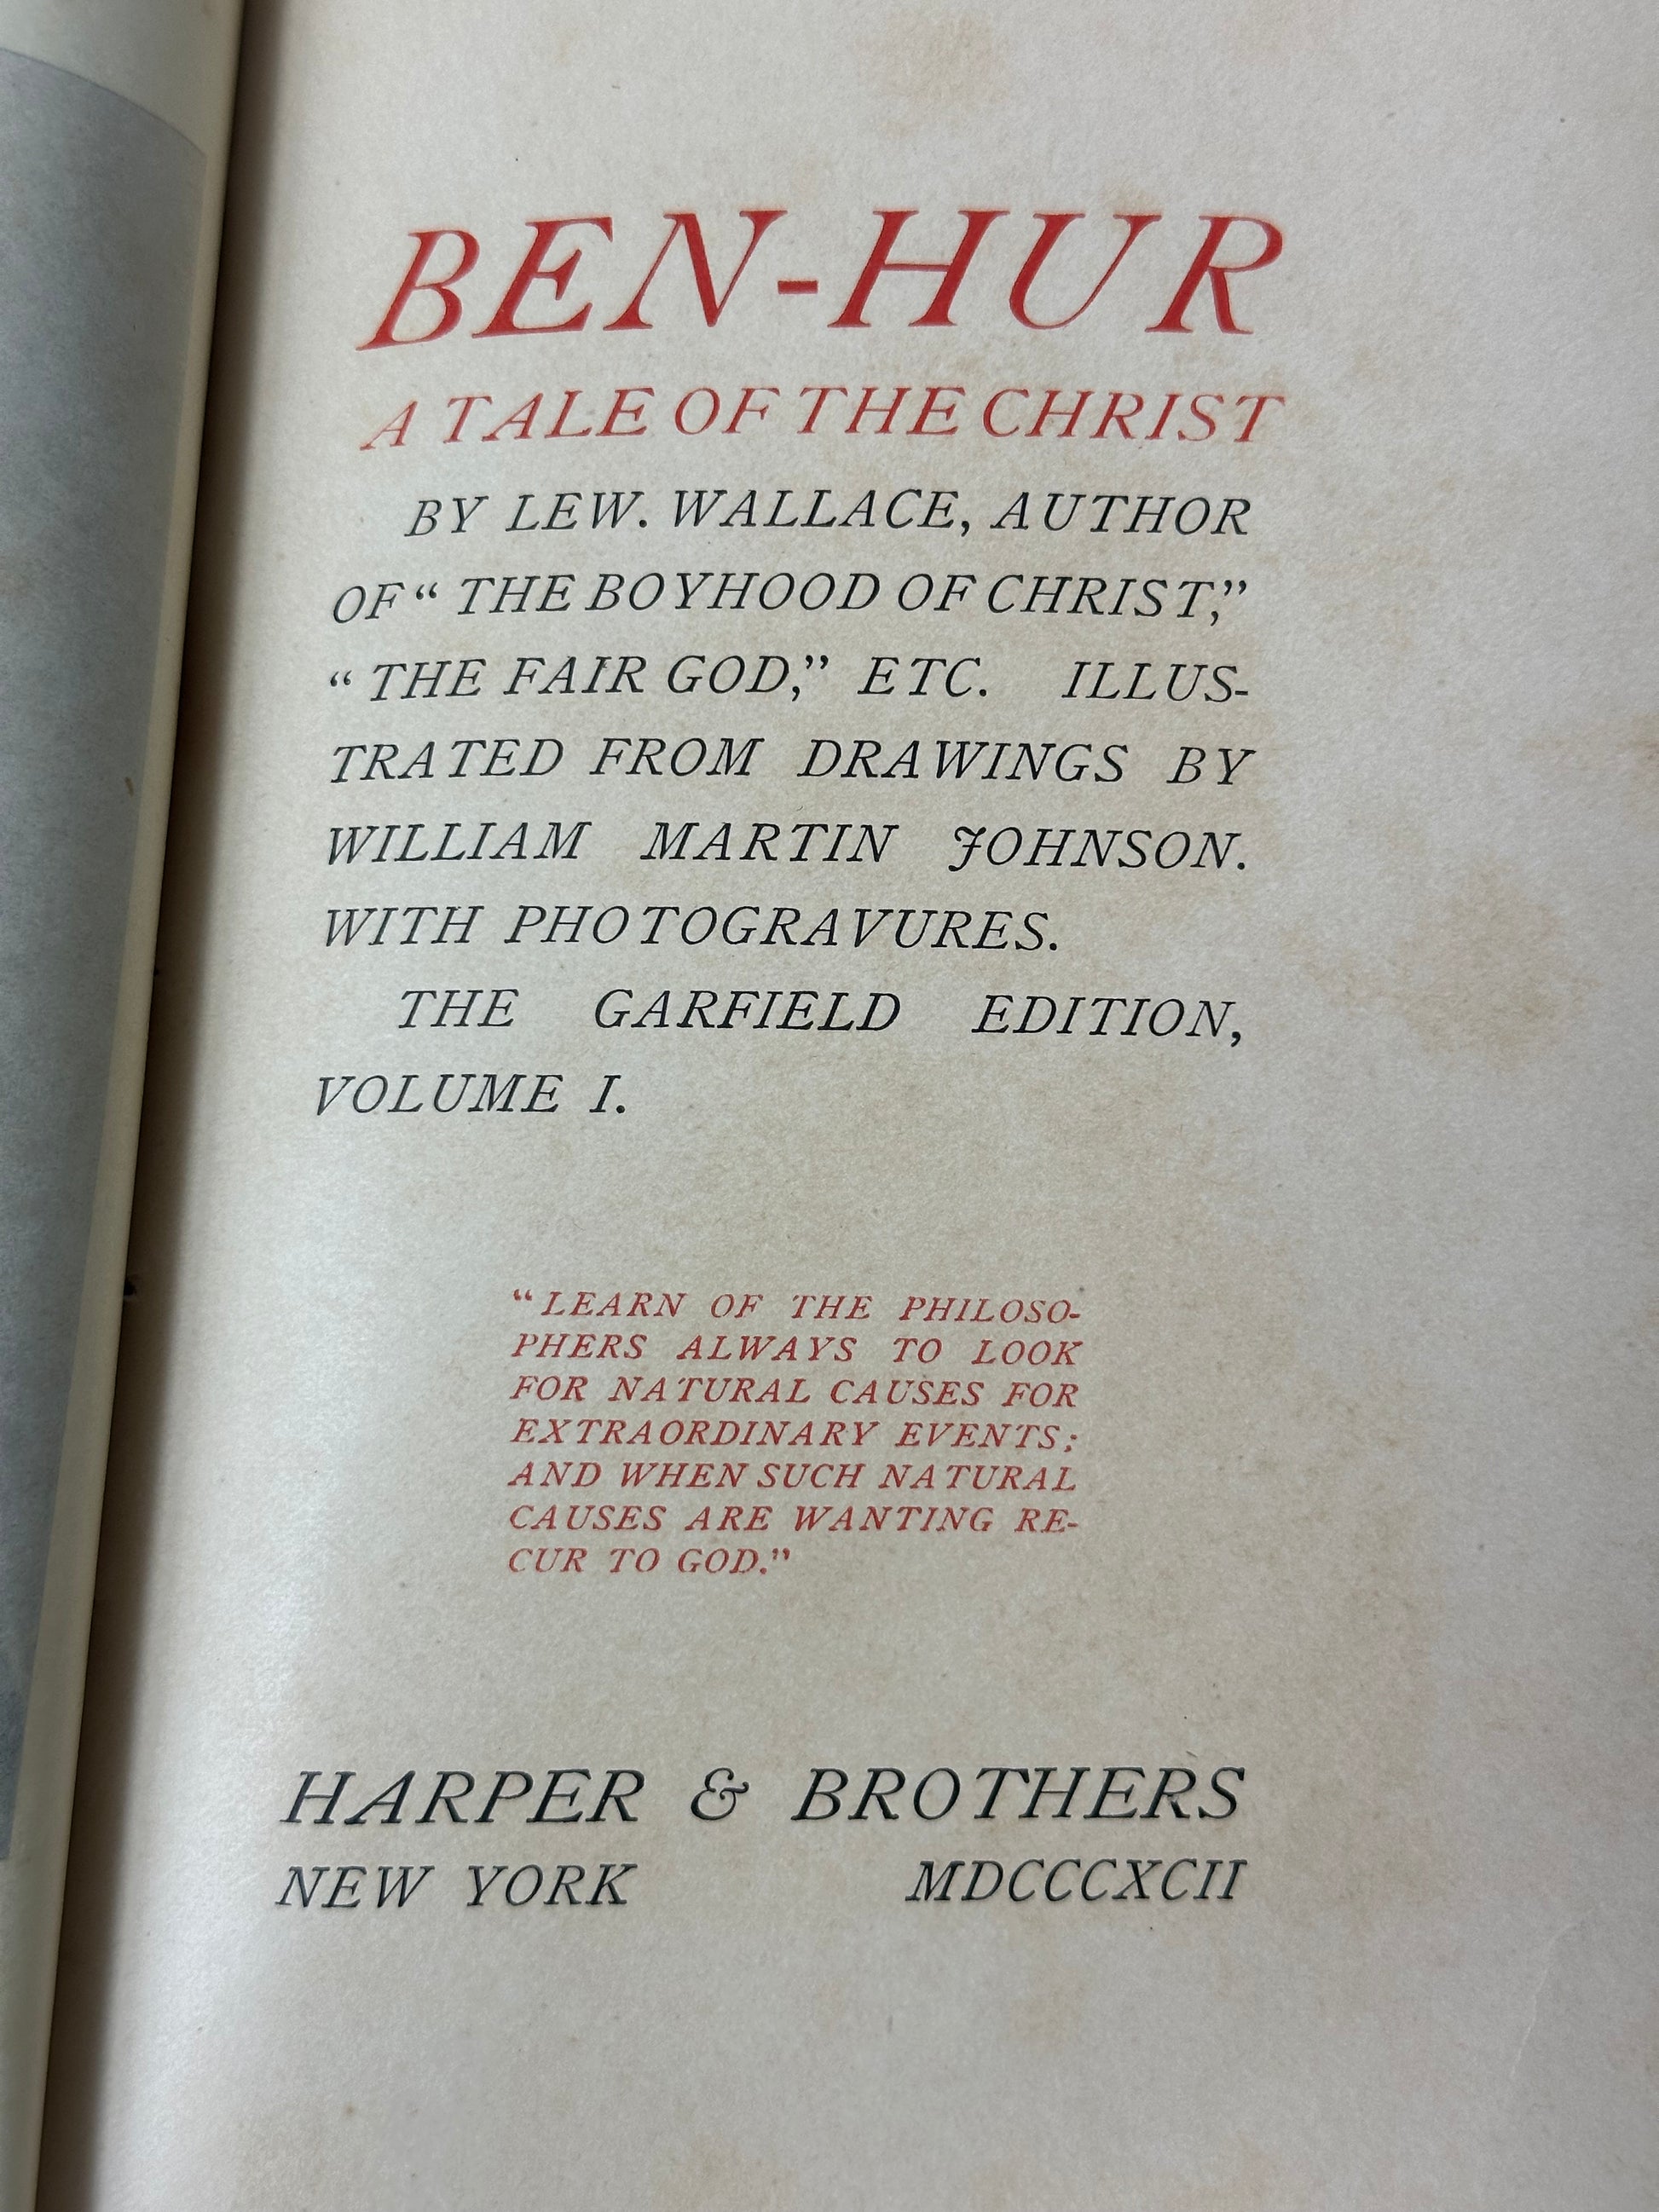 BEN-HUR
A TALE OF THE CHRIST
BY LEW. WALLACE, AUTHOR
OF “ THE BOYHOOD OF CHRIST,”
“ THE FAIR GOD,” ETC. ILLUS-
TRATED FROM DRAWINGS BY
WILLIAM MARTIN JOHNSON.
WITH PHOTOGRAVURES.
THE GARFIELD EDITION,
VOLUME I.
“ LEARN OF THE PHILOSO-
PHERS ALWAYS TO LOOK
FOR NATURAL CAUSES FOR
EXTRAORDINARY EVENTS;
AND WHEN SUCH NATURAL
CAUSES ARE WANTING RE-
CUR TO GOD.”
HARPER & BROTHERS
NEW YORK MDCCCXCII